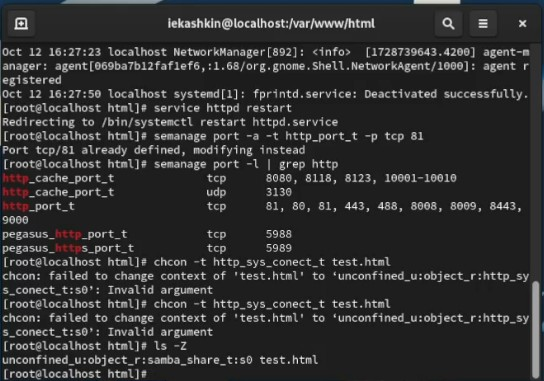 iekashkin@localhost:/var/www/html
Oct 12 16:27:23 localhost NetworkManager[892]: <info>  [1728739643.4200] agent-m
anager: agent[069ba7b12faf1ef6,:1.68/org.gnome.Shell.NetworkAgent/1000]: agent r
egistered
Oct 12 16:27:50 localhost systemd[1]: fprintd.service: Deactivated successfully.
[root@localhost html]# service httpd restart
Redirecting to /bin/systemctl restart httpd.service
[root@localhost html]# semanage port -a -t http_port_t -p tcp 81
Port tcp/81 already defined, modifying instead
[root@localhost html]# semanage port -l | grep http
http_cache_port_t              tcp      8080, 8118, 8123, 10001-10010
http_cache_port_t              udp      3130
http_port_t                    tcp      81, 80, 81, 443, 488, 8008, 8009, 8443,
9000
pegasus_http_port_t            tcp      5988
pegasus_https_port_t           tcp      5989
[root@localhost html]# chcon -t http_sys_conect_t test.html
chcon: failed to change context of 'test.html' to ‘unconfined_u:object_r:http_sy
s_conect_t:s0’: Invalid argument
[root@localhost html]# chcon -t http_sys_conect_t test.html
chcon: failed to change context of 'test.html' to ‘unconfined_u:object_r:http_sy
s_conect_t:s0’: Invalid argument
[root@localhost html]# ls -Z
unconfined_u:object_r:samba_share_t:s0 test.html
[root@localhost html]#